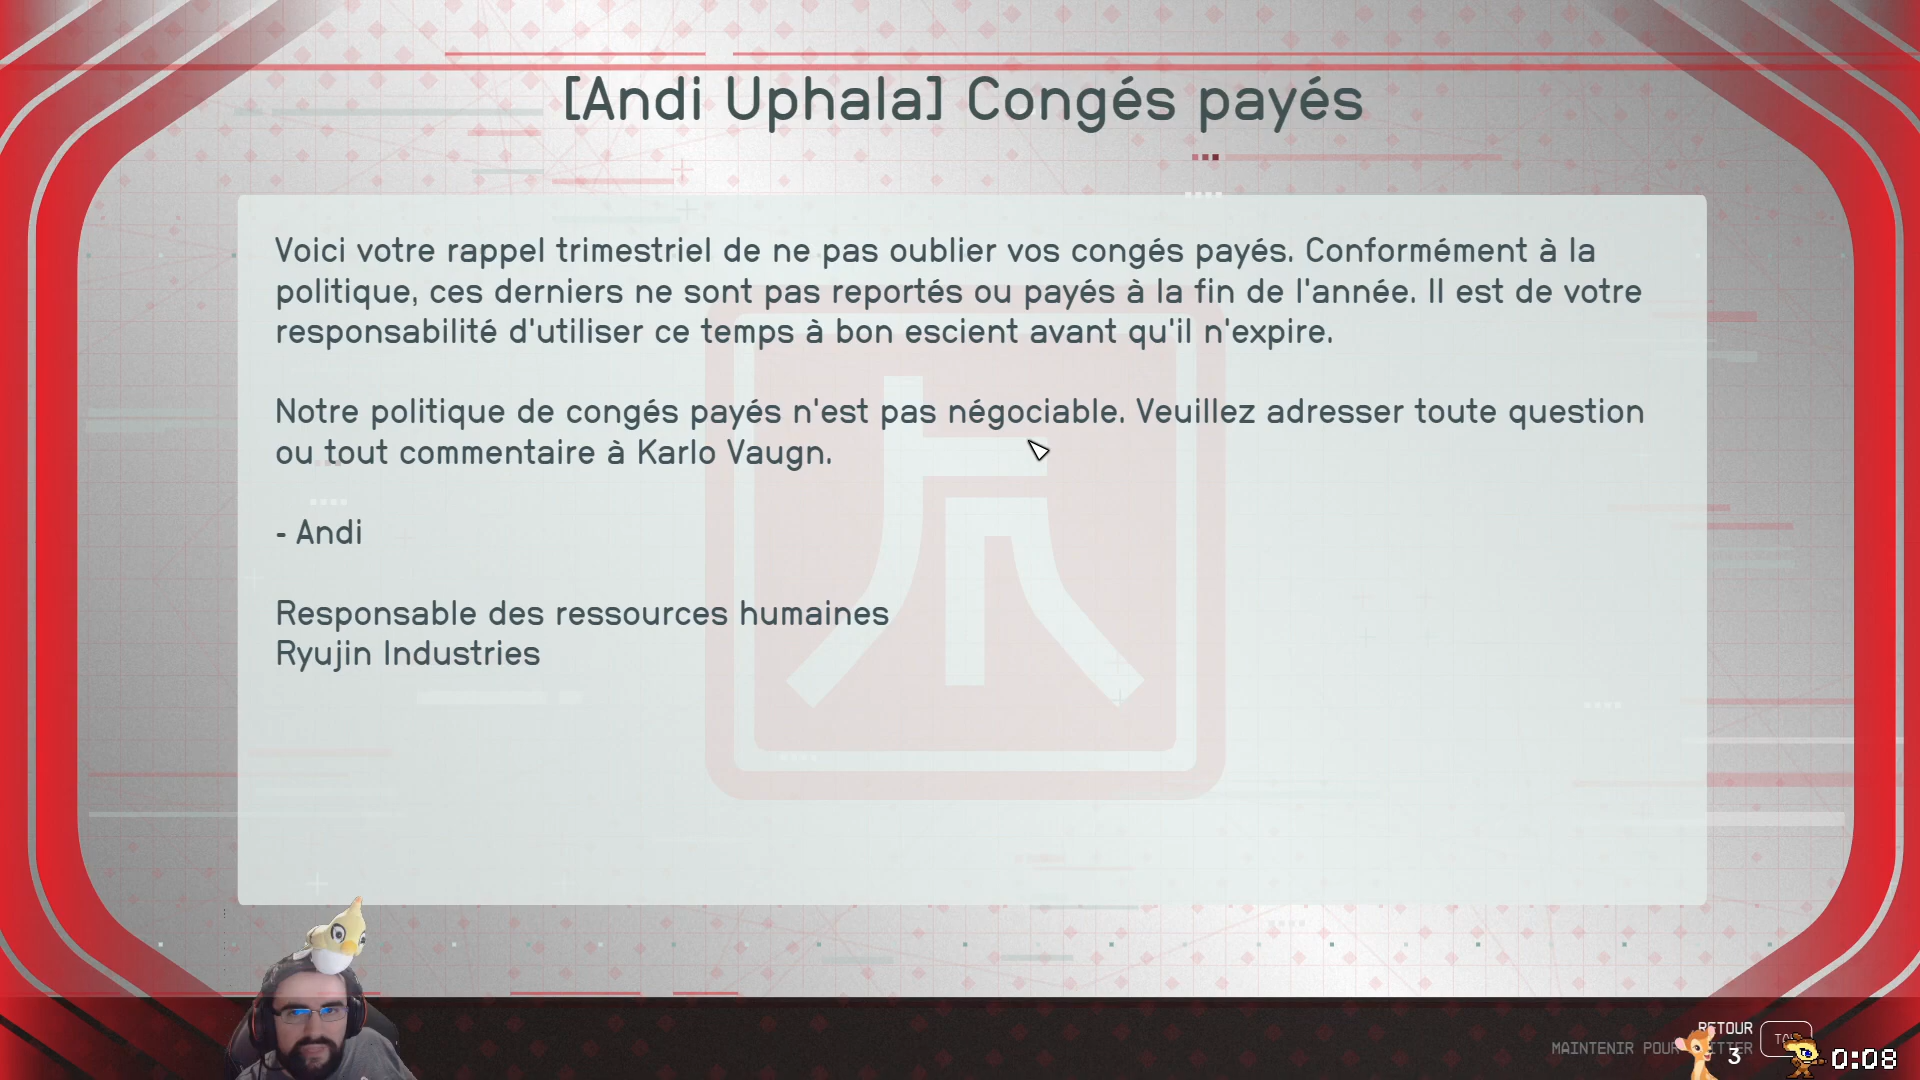 [Andi Uphala] Congés payés
Voici votre rappel trimestriel de ne pas oublier vos congés payés. Conformément à la
politique, ces derniers ne sont pas reportés ou payés à la fin de l'année. Il est de votre
responsabilité d'utiliser ce temps à bon escient avant qu'il n'expire.
Notre politique de congés payés n'est pas négociable. Veuillez adresser toute question
ou tout commentaire à Karlo Vaugn.
- Andi
Responsable des ressources humaines
Ryujin Industries
RETOUR
MAINTENIR POUR
3
0:08